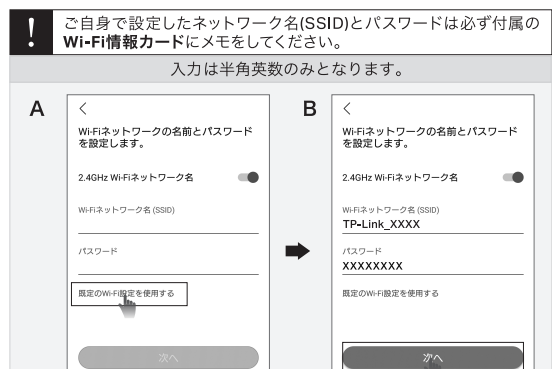 !
ご自身で設定したネットワーク名(SSID)とパスワードは必ず付属の
Wi-Fi情報カードにメモをしてください。
入力は半角英数のみとなります。
A
<
Wi-Fiネットワークの名前とパスワード
を設定します。
2.4GHz Wi-Fiネットワーク名
Wi-Fiネットワーク名 (SSID)
パスワード
既定のWi-Fi設定を使用する
次へ
B
<
Wi-Fiネットワークの名前とパスワード
を設定します。
2.4GHz Wi-Fiネットワーク名
Wi-Fiネットワーク名 (SSID)
TP-Link_XXXX
パスワード
XXXXXXXX
既定のWi-Fi設定を使用する
次へ